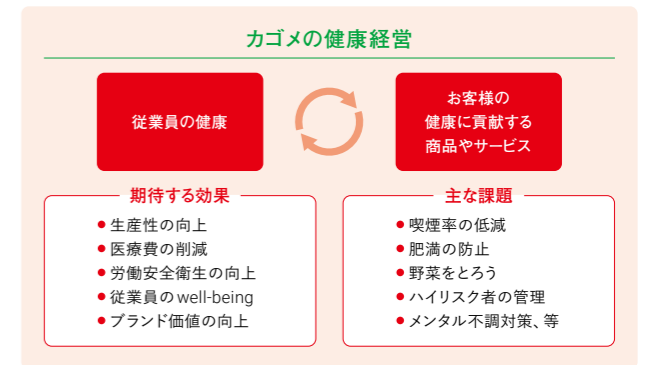 カゴメの健康経営
従業員の健康
お客様の
健康に貢献する
商品やサービス
期待する効果
●生産性の向上
●医療費の削減
●労働安全衛生の向上
●従業員のwell-being
●ブランド価値の向上
主な課題
●喫煙率の低減
●肥満の防止
●野菜をとろう
●ハイリスク者の管理
●メンタル不調対策、等